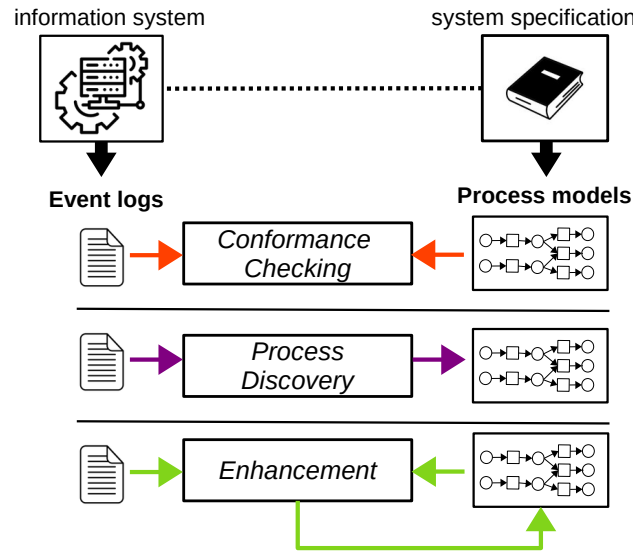 information system
system specification
Event logs
Process models
Conformance
Checking
Process
Discovery
Enhancement